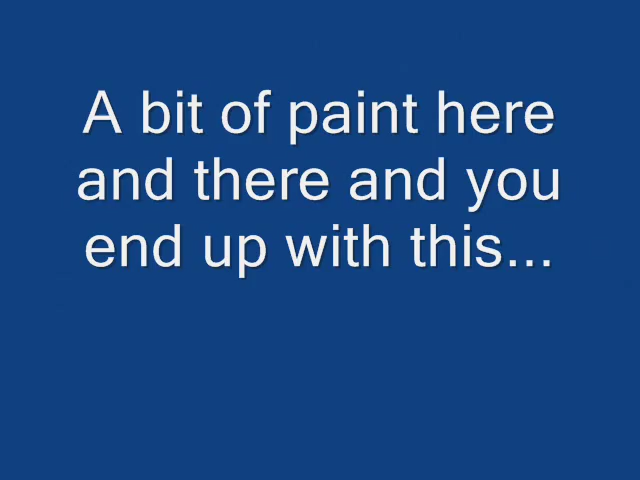 A bit of paint here
and there and you
end up with this...